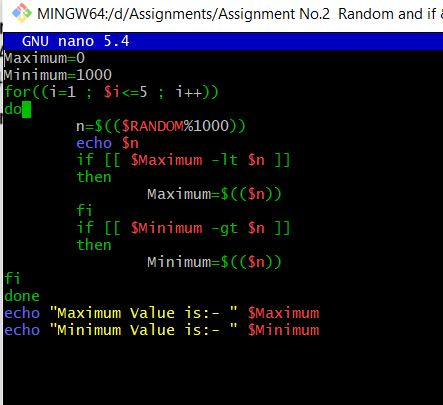 MINGW64:/d/Assignments/Assignment No.2 Random and if &
GNU nano 5.4
Maximum=0
Minimum=1000
for((i=1 ; $i<=5 ; i++))
do
n=$(($RANDOM%1000))
echo $n
if [[ $Maximum -lt $n ]]
then
Maximum=$(($n))
fi
if [[ $Minimum -gt $n ]]
then
Minimum=$(($n))
fi
done
echo "Maximum Value is:- " $Maximum
echo "Minimum Value is:- " $Minimum